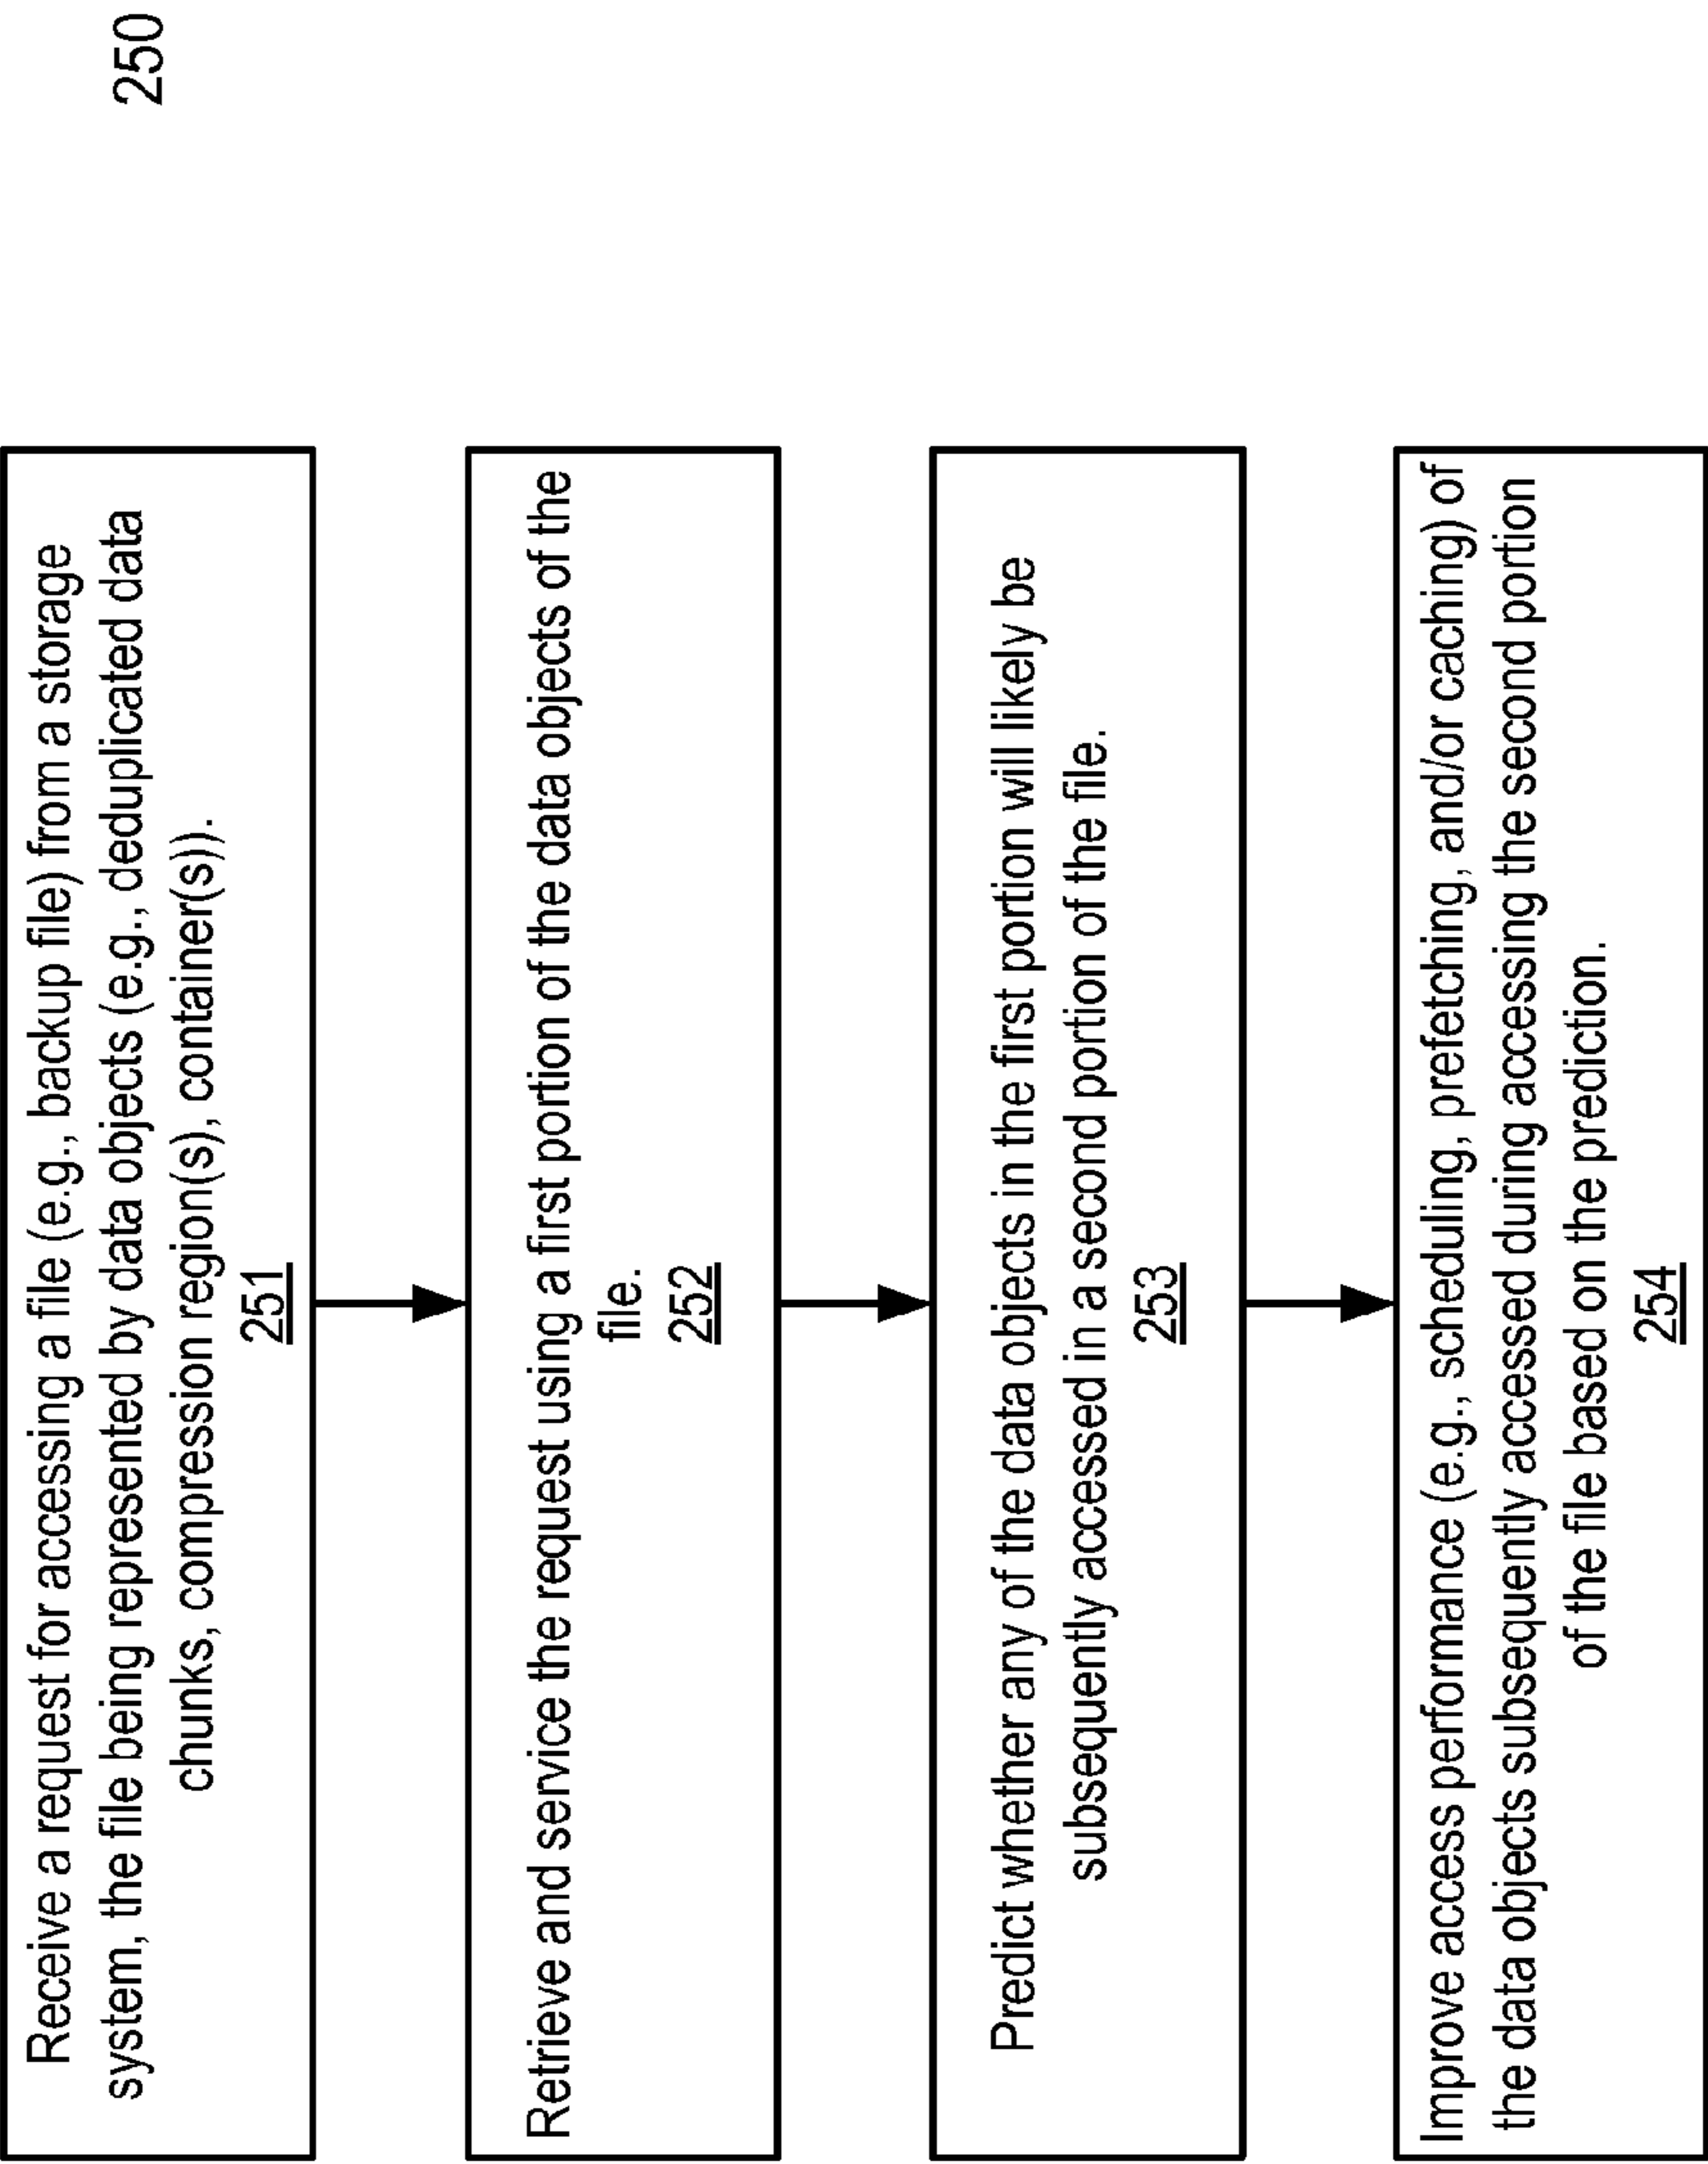 250
Receive a request for accessing a file (e.g., backup file) from a storage
system, the file being represented by data objects (e.g., deduplicated data
chunks, compression region(s), container(s)).
251
Retrieve and service the request using a first portion of the data objects of the
file.
252
Predict whether any of the data objects in the first portion will likely be
subsequently accessed in a second portion of the file.
253
Improve access performance (e.g., scheduling, prefetching, and/or caching) of
the data objects subsequently accessed during accessing the second portion
of the file based on the prediction.
254